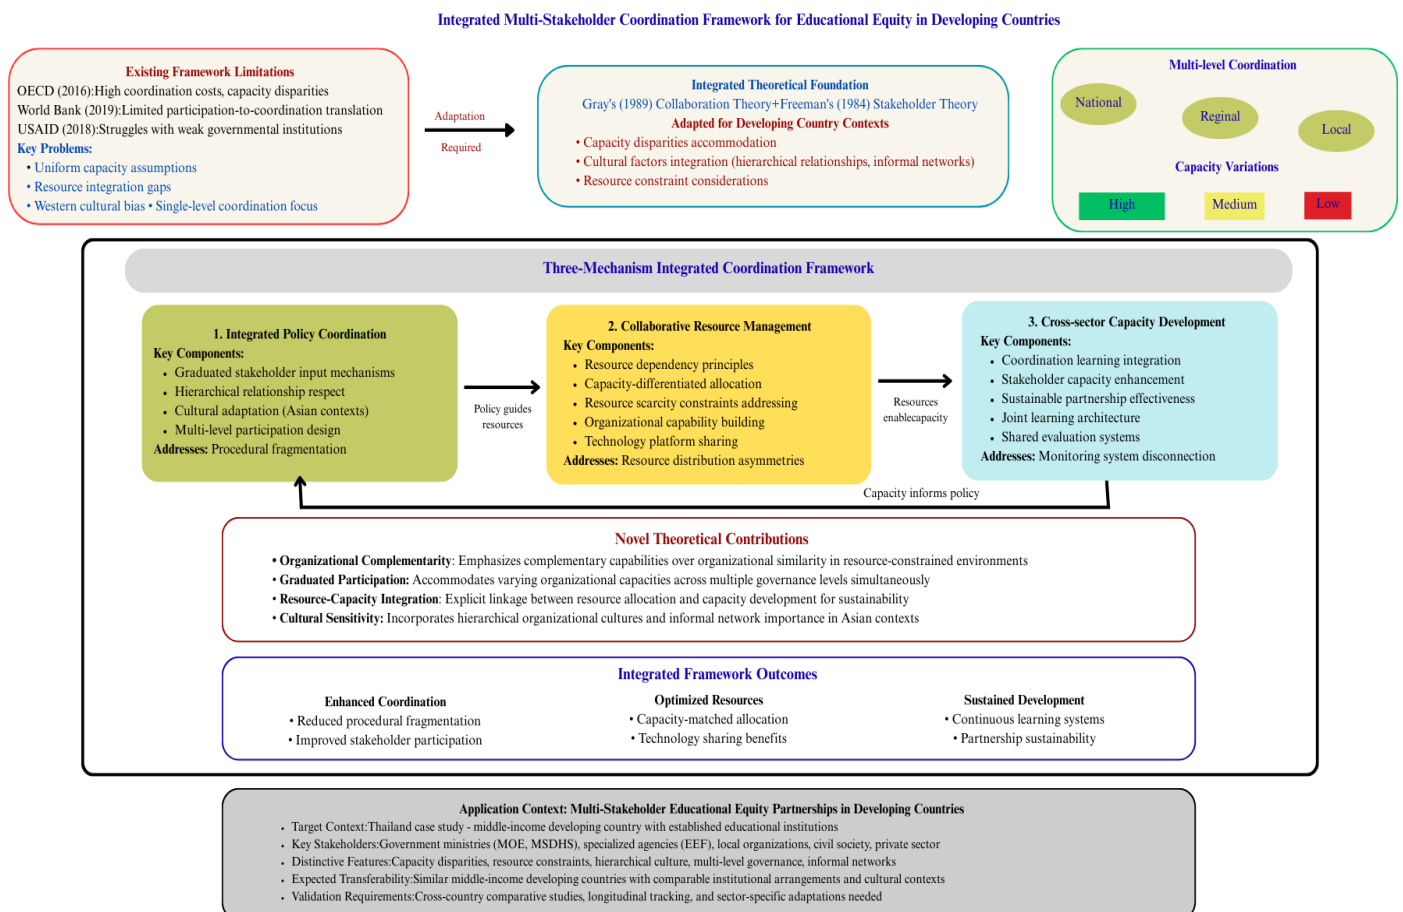 Integrated Multi-Stakeholder Coordination Framework for Educational Equity in Developing Countries
Existing Framework Limitations
OECD (2016):High coordination costs, capacity disparities
World Bank (2019):Limited participation-to-coordination translation
USAID (2018):Struggles with weak governmental institutions
Key Problems:
• Uniform capacity assumptions
• Resource integration gaps
• Western cultural bias • Single-level coordination focus
Adaptation
Required
Integrated Theoretical Foundation
Gray's (1989) Collaboration Theory+Freeman's (1984) Stakeholder Theory
Adapted for Developing Country Contexts
• Capacity disparities accommodation
• Cultural factors integration (hierarchical relationships, informal networks)
• Resource constraint considerations
Multi-level Coordination
National
Reginal
Local
Capacity Variations
High
Medium
Low
Three-Mechanism Integrated Coordination Framework
1. Integrated Policy Coordination
Key Components:
• Graduated stakeholder input mechanisms
• Hierarchical relationship respect
• Cultural adaptation (Asian contexts)
• Multi-level participation design
Addresses: Procedural fragmentation
Policy guides
resources
2. Collaborative Resource Management
Key Components:
• Resource dependency principles
• Capacity-differentiated allocation
• Resource scarcity constraints addressing
• Organizational capability building
• Technology platform sharing
Addresses: Resource distribution asymmetries
Resources
enablecapacity
3. Cross-sector Capacity Development
Key Components:
• Coordination learning integration
• Stakeholder capacity enhancement
• Sustainable partnership effectiveness
• Joint learning architecture
• Shared evaluation systems
Addresses: Monitoring system disconnection
Capacity informs policy
Novel Theoretical Contributions
• Organizational Complementarity: Emphasizes complementary capabilities over organizational similarity in resource-constrained environments
• Graduated Participation: Accommodates varying organizational capacities across multiple governance levels simultaneously
• Resource-Capacity Integration: Explicit linkage between resource allocation and capacity development for sustainability
• Cultural Sensitivity: Incorporates hierarchical organizational cultures and informal network importance in Asian contexts
Integrated Framework Outcomes
Enhanced Coordination
• Reduced procedural fragmentation
• Improved stakeholder participation
Optimized Resources
• Capacity-matched allocation
• Technology sharing benefits
Sustained Development
• Continuous learning systems
• Partnership sustainability
Application Context: Multi-Stakeholder Educational Equity Partnerships in Developing Countries
• Target Context:Thailand case study - middle-income developing country with established educational institutions
• Key Stakeholders:Government ministries (MOE, MSDHS), specialized agencies (EEF), local organizations, civil society, private sector
• Distinctive Features:Capacity disparities, resource constraints, hierarchical culture, multi-level governance, informal networks
• Expected Transferability:Similar middle-income developing countries with comparable institutional arrangements and cultural contexts
• Validation Requirements:Cross-country comparative studies, longitudinal tracking, and sector-specific adaptations needed